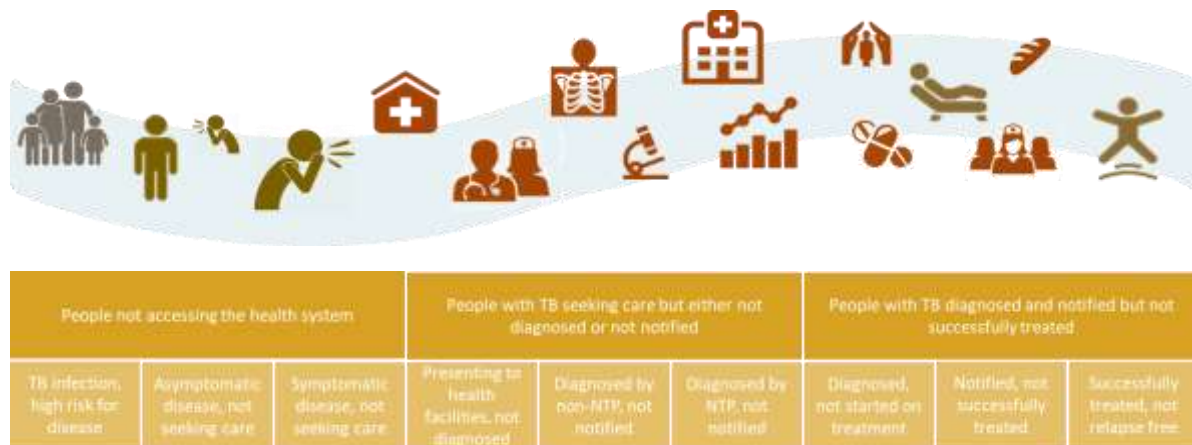 People not accessing the health system
People with TB seeking care but either not
diagnosed or not notified
People with TB diagnosed and notified but not
successfully treated
TB infection,
high risk for
disease
Asymptomatic
disease, not
seeking care
Symptomatic
disease, not
seeking care
Presenting to
health
facilities, not
diagnosed
Diagnosed by
non-NTP, not
notified
Diagnosed by
NTP, not
notified
Diagnosed,
not started on
treatment
Notified, not
successfully
treated
Successfully
treated, not
relapse free